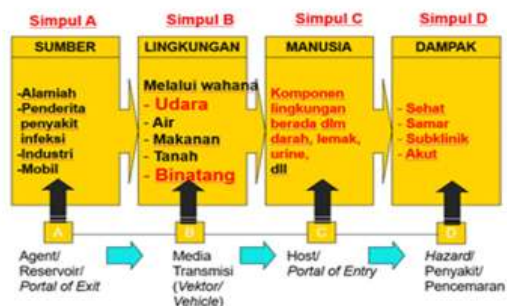 Simpul A
Simpul B
Simpul C
Simpul D
SUMBER
-Alamiah
-Penderita
penyakit
infeksi
-Industri
-Mobil
LINGKUNGAN
Melalui wahana
- Udara
- Air
- Makanan
- Tanah
- Binatang
MANUSIA
Komponen
lingkungan
berada dlm
darah, lemak,
urine,
dll
DAMPAK
- Sehat
- Samar
- Subklinik
- Akut
A
B
C
D
Agent/
Reservoir/
Portal of Exit
Media
Transmisi
(Vektor/
Vehicle)
Host/
Portal of Entry
Hazard/
Penyakit/
Pencemaran